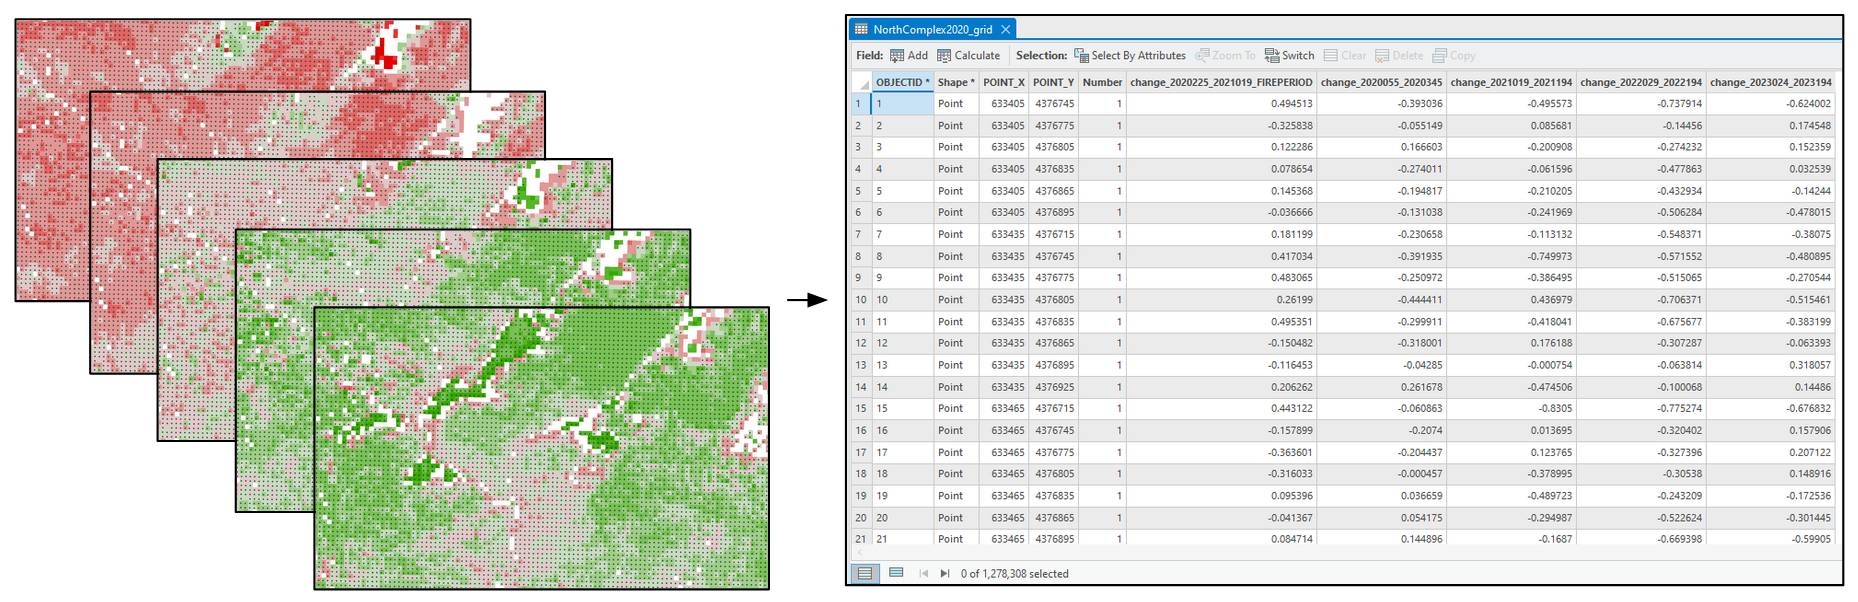 NorthComplex2020_grid
Field: Add Calculate Selection: Select By Attributes Zoom To Switch Clear Delete Copy
OBJECTID * Shape * POINT_X POINT_Y Number change_2020225_2021019_FIREPERIOD change_2020055_2020345 change_2021019_2021194 change_2022029_2022194 change_2023024_2023194
1 1 Point 633405 4376745 1 0.494513 -0.393036 -0.495573 -0.737914 -0.624002
2 2 Point 633405 4376775 1 -0.325838 -0.055149 0.085681 -0.14456 0.174548
3 3 Point 633405 4376805 1 0.122286 0.166603 -0.200908 -0.274232 0.152359
4 4 Point 633405 4376835 1 0.078654 -0.274011 -0.061596 -0.477863 0.032539
5 5 Point 633405 4376865 1 0.145368 -0.194817 -0.210205 -0.432934 -0.14244
6 6 Point 633405 4376895 1 -0.036666 -0.131038 -0.241969 -0.506284 -0.478015
7 7 Point 633435 4376715 1 0.181199 -0.230658 -0.113132 -0.548371 -0.38075
8 8 Point 633435 4376745 1 0.417034 -0.391935 -0.749973 -0.571552 -0.480895
9 9 Point 633435 4376775 1 0.483065 -0.250972 -0.386495 -0.515065 -0.270544
10 10 Point 633435 4376805 1 0.26199 -0.444411 0.436979 -0.706371 -0.515461
11 11 Point 633435 4376835 1 0.495351 -0.299911 -0.418041 -0.675677 -0.383199
12 12 Point 633435 4376865 1 -0.150482 -0.318001 0.176188 -0.307287 -0.063393
13 13 Point 633435 4376895 1 -0.116453 -0.04285 -0.000754 -0.063814 0.318057
14 14 Point 633435 4376925 1 0.206262 0.261678 -0.474506 -0.100068 0.14486
15 15 Point 633465 4376715 1 0.443122 -0.060863 -0.8305 -0.775274 -0.676832
16 16 Point 633465 4376745 1 -0.157899 -0.2074 0.013695 -0.320402 0.157906
17 17 Point 633465 4376775 1 -0.363601 -0.204437 0.123765 -0.327396 0.207122
18 18 Point 633465 4376805 1 -0.316033 -0.000457 -0.378995 -0.30538 0.148916
19 19 Point 633465 4376835 1 0.095396 0.036659 -0.489723 -0.243209 -0.172536
20 20 Point 633465 4376865 1 -0.041367 0.054175 -0.294987 -0.522624 -0.301445
21 21 Point 633465 4376895 1 0.084714 0.144896 -0.1687 -0.669398 -0.59905
0 of 1,278,308 selected